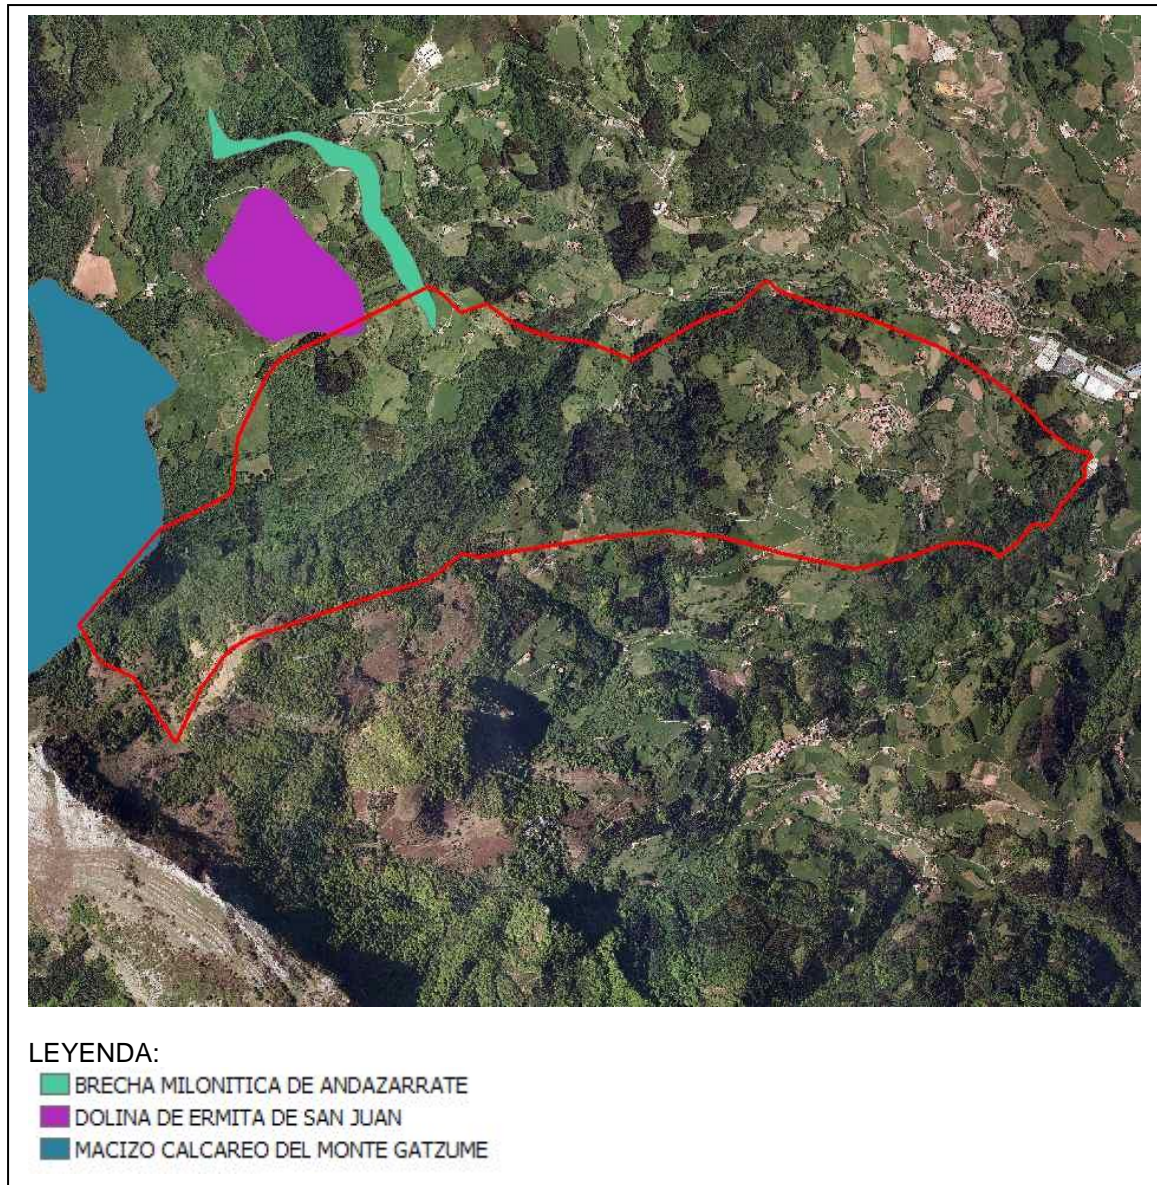 LEYENDA:
BRECHA MILONITICA DE ANDAZARRATE
DOLINA DE ERMITA DE SAN JUAN
MACIZO CALCAREO DEL MONTE GATZUME